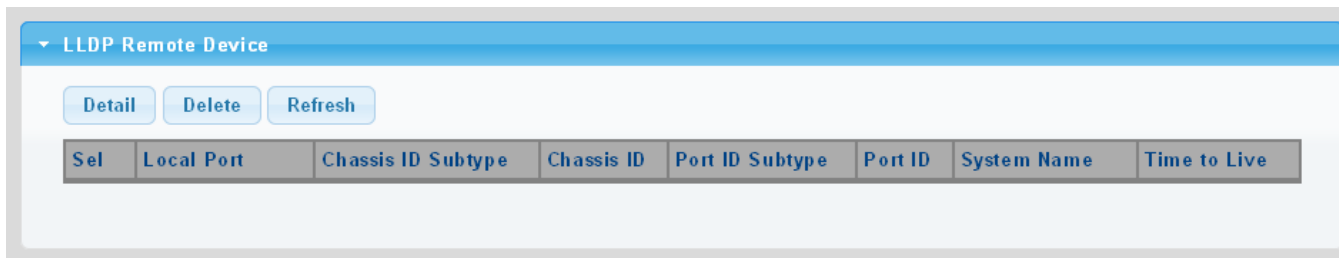 LLDP Remote Device
Detail Delete Refresh
Sel Local Port Chassis ID Subtype Chassis ID Port ID Subtype Port ID System Name Time to Live